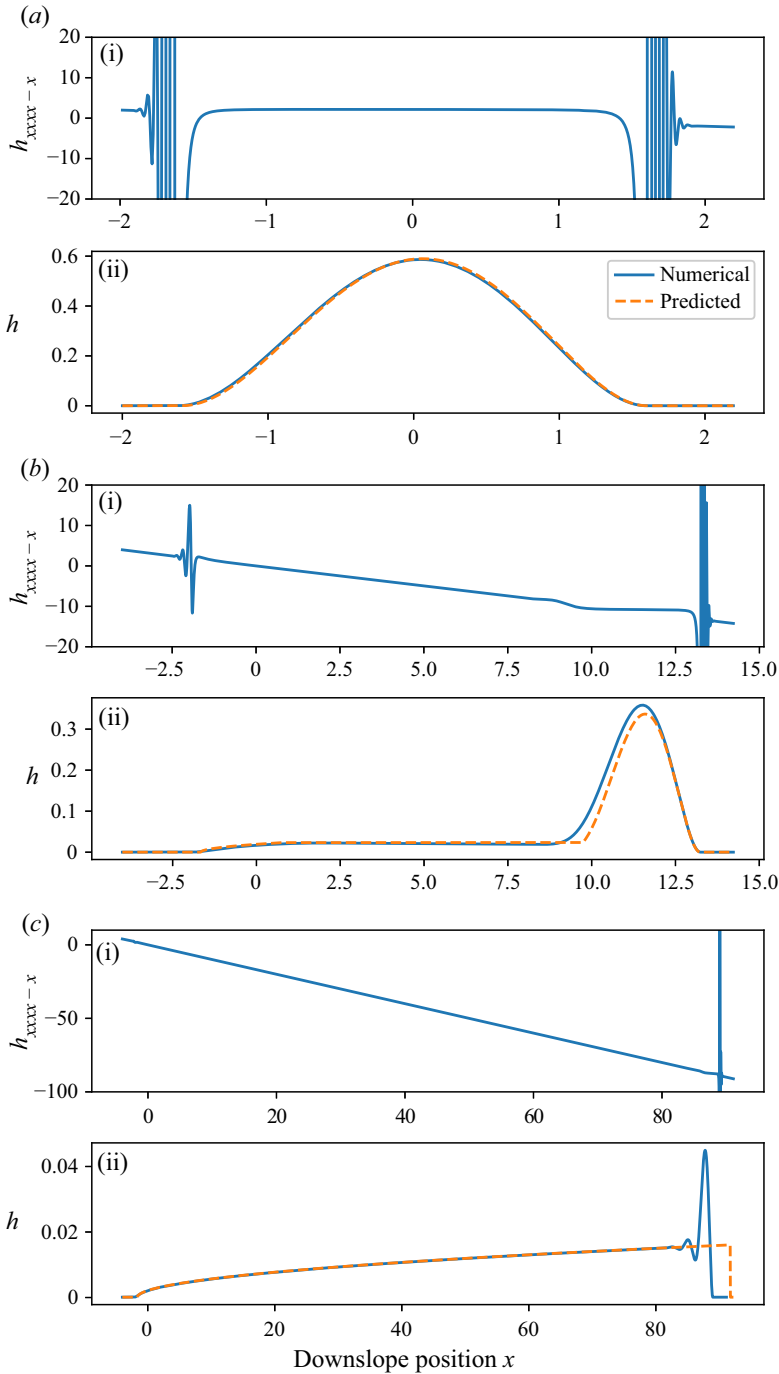 (a)
20
10
0
−10
−20
(i)
h_{xxxx − x}
−2 −1 0 1 2
0.6
0.4
0.2
0
(ii)
h
Numerical
Predicted
−2 −1 0 1 2
(b)
20
10
0
−10
−20
(i)
h_{xxxx − x}
−2.5 0 2.5 5.0 7.5 10.0 12.5 15.0
0.3
0.2
0.1
0
(ii)
h
−2.5 0 2.5 5.0 7.5 10.0 12.5 15.0
(c)
0
−50
−100
(i)
h_{xxxx − x}
0 20 40 60 80
0.04
0.02
0
(ii)
h
0 20 40 60 80
Downslope position x